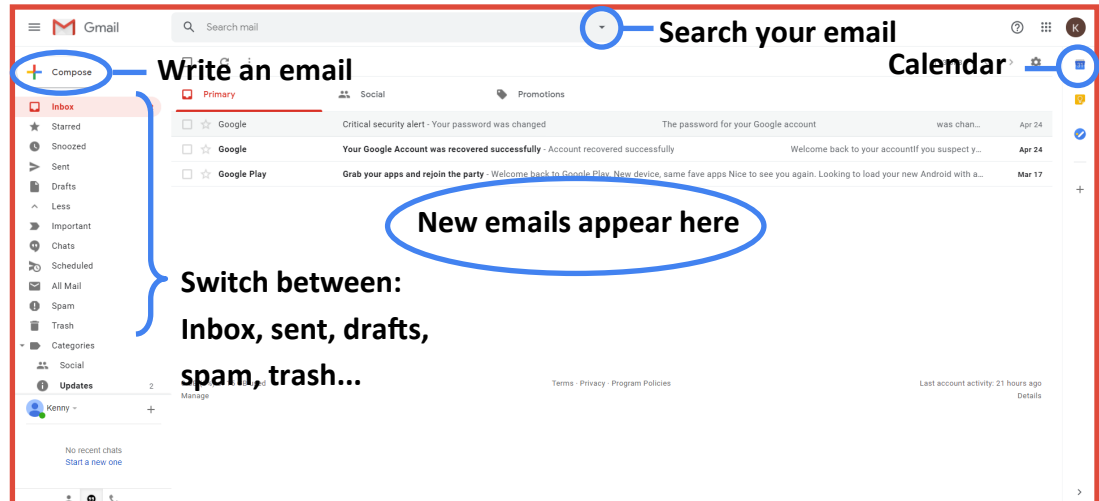 Gmail
Search mail
Search your email
K
Compose
Write an email
Calendar
Inbox
Primary
Social
Promotions
Starred
Google
Critical security alert - Your password was changed The password for your Google account was chan... Apr 24
Snoozed
Google
Your Google Account was recovered successfully - Account recovered successfully Welcome back to your accountIf you suspect y... Apr 24
Sent
Google Play
Grab your apps and rejoin the party - Welcome back to Google Play, New device, same fave apps Nice to see you again. Looking to load your new Android with a... Mar 17
Drafts
Less
Important
New emails appear here
Chats
Scheduled
All Mail
Spam
Trash
Switch between:
Inbox, sent, drafts,
spam, trash...
Categories
Social
Updates 2
Manage
Terms · Privacy · Program Policies
Last account activity: 21 hours ago
Details
Kenny
No recent chats
Start a new one